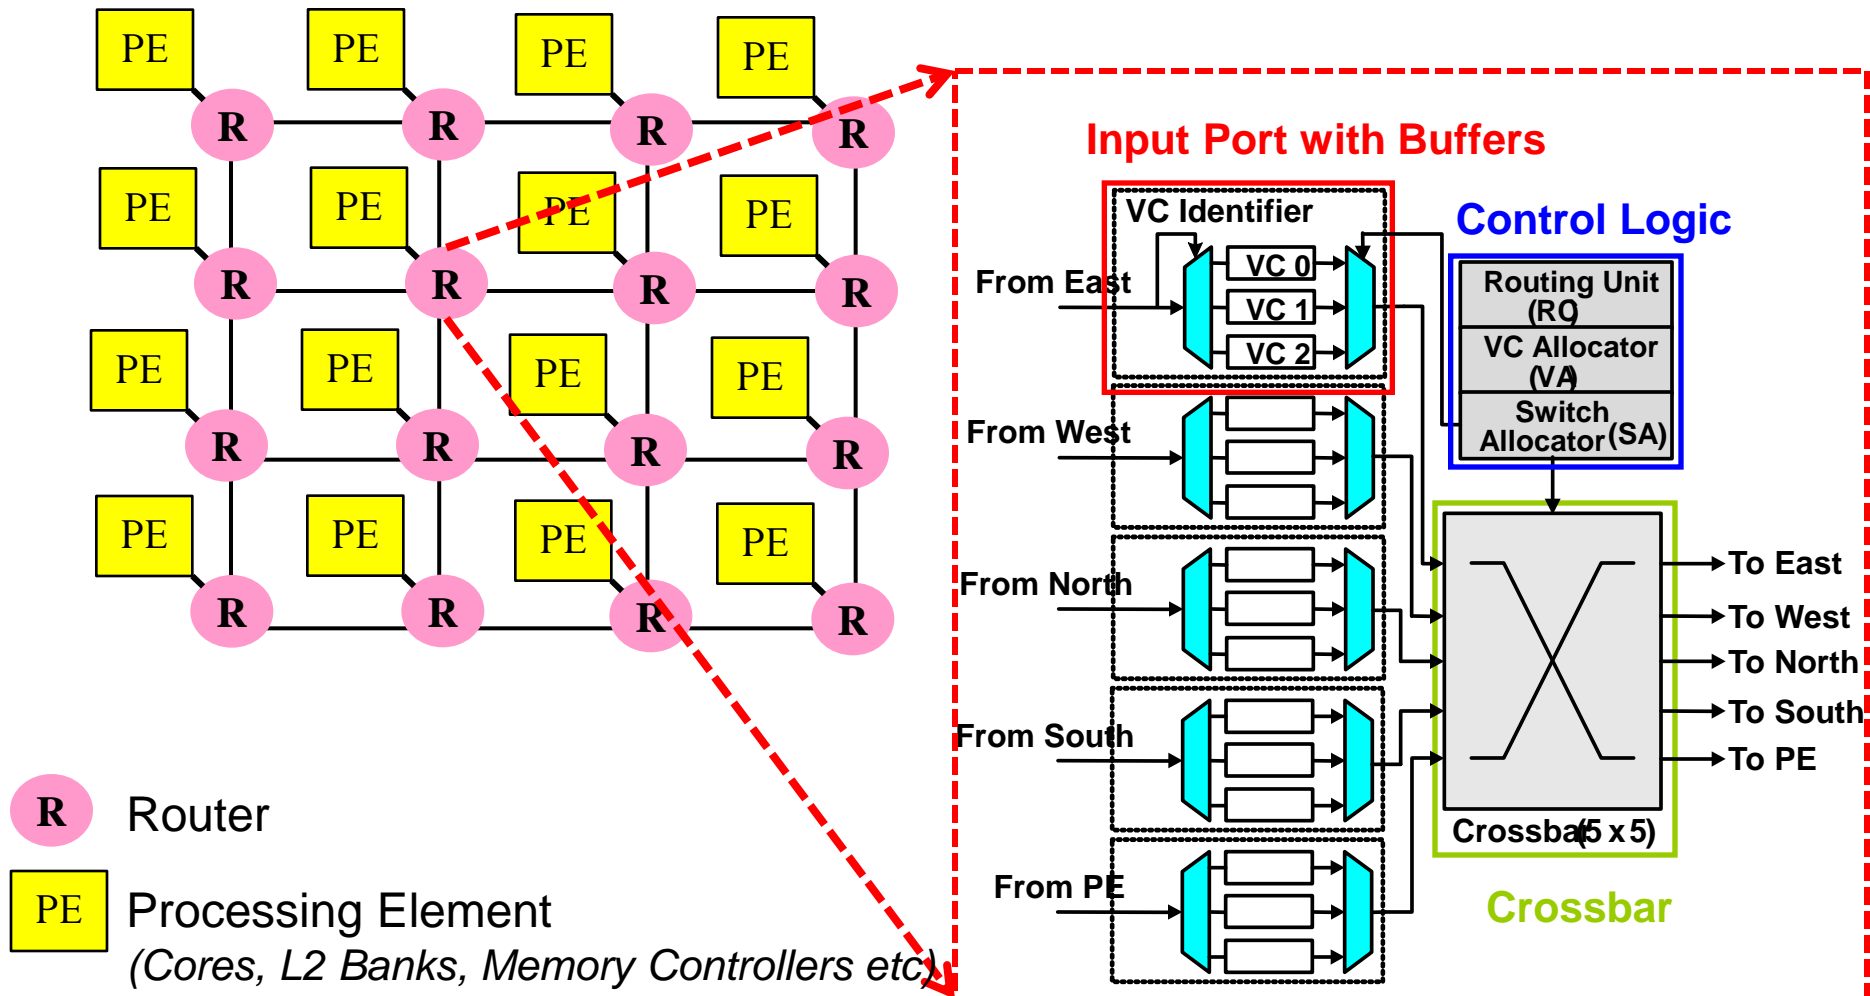 PE PE PE PE
R R R R
PE PE PE PE
R R R R
PE PE PE PE
R R R R
PE PE PE PE
R R R R
R Router
PE Processing Element
(Cores, L2 Banks, Memory Controllers etc)
Input Port with Buffers
VC Identifier
From East
VC 0
VC 1
VC 2
From West
From North
From South
From PE
Control Logic
Routing Unit
(RC)
VC Allocator
(VA)
Switch
Allocator (SA)
To East
To West
To North
To South
To PE
Crossbar (5 x 5)
Crossbar